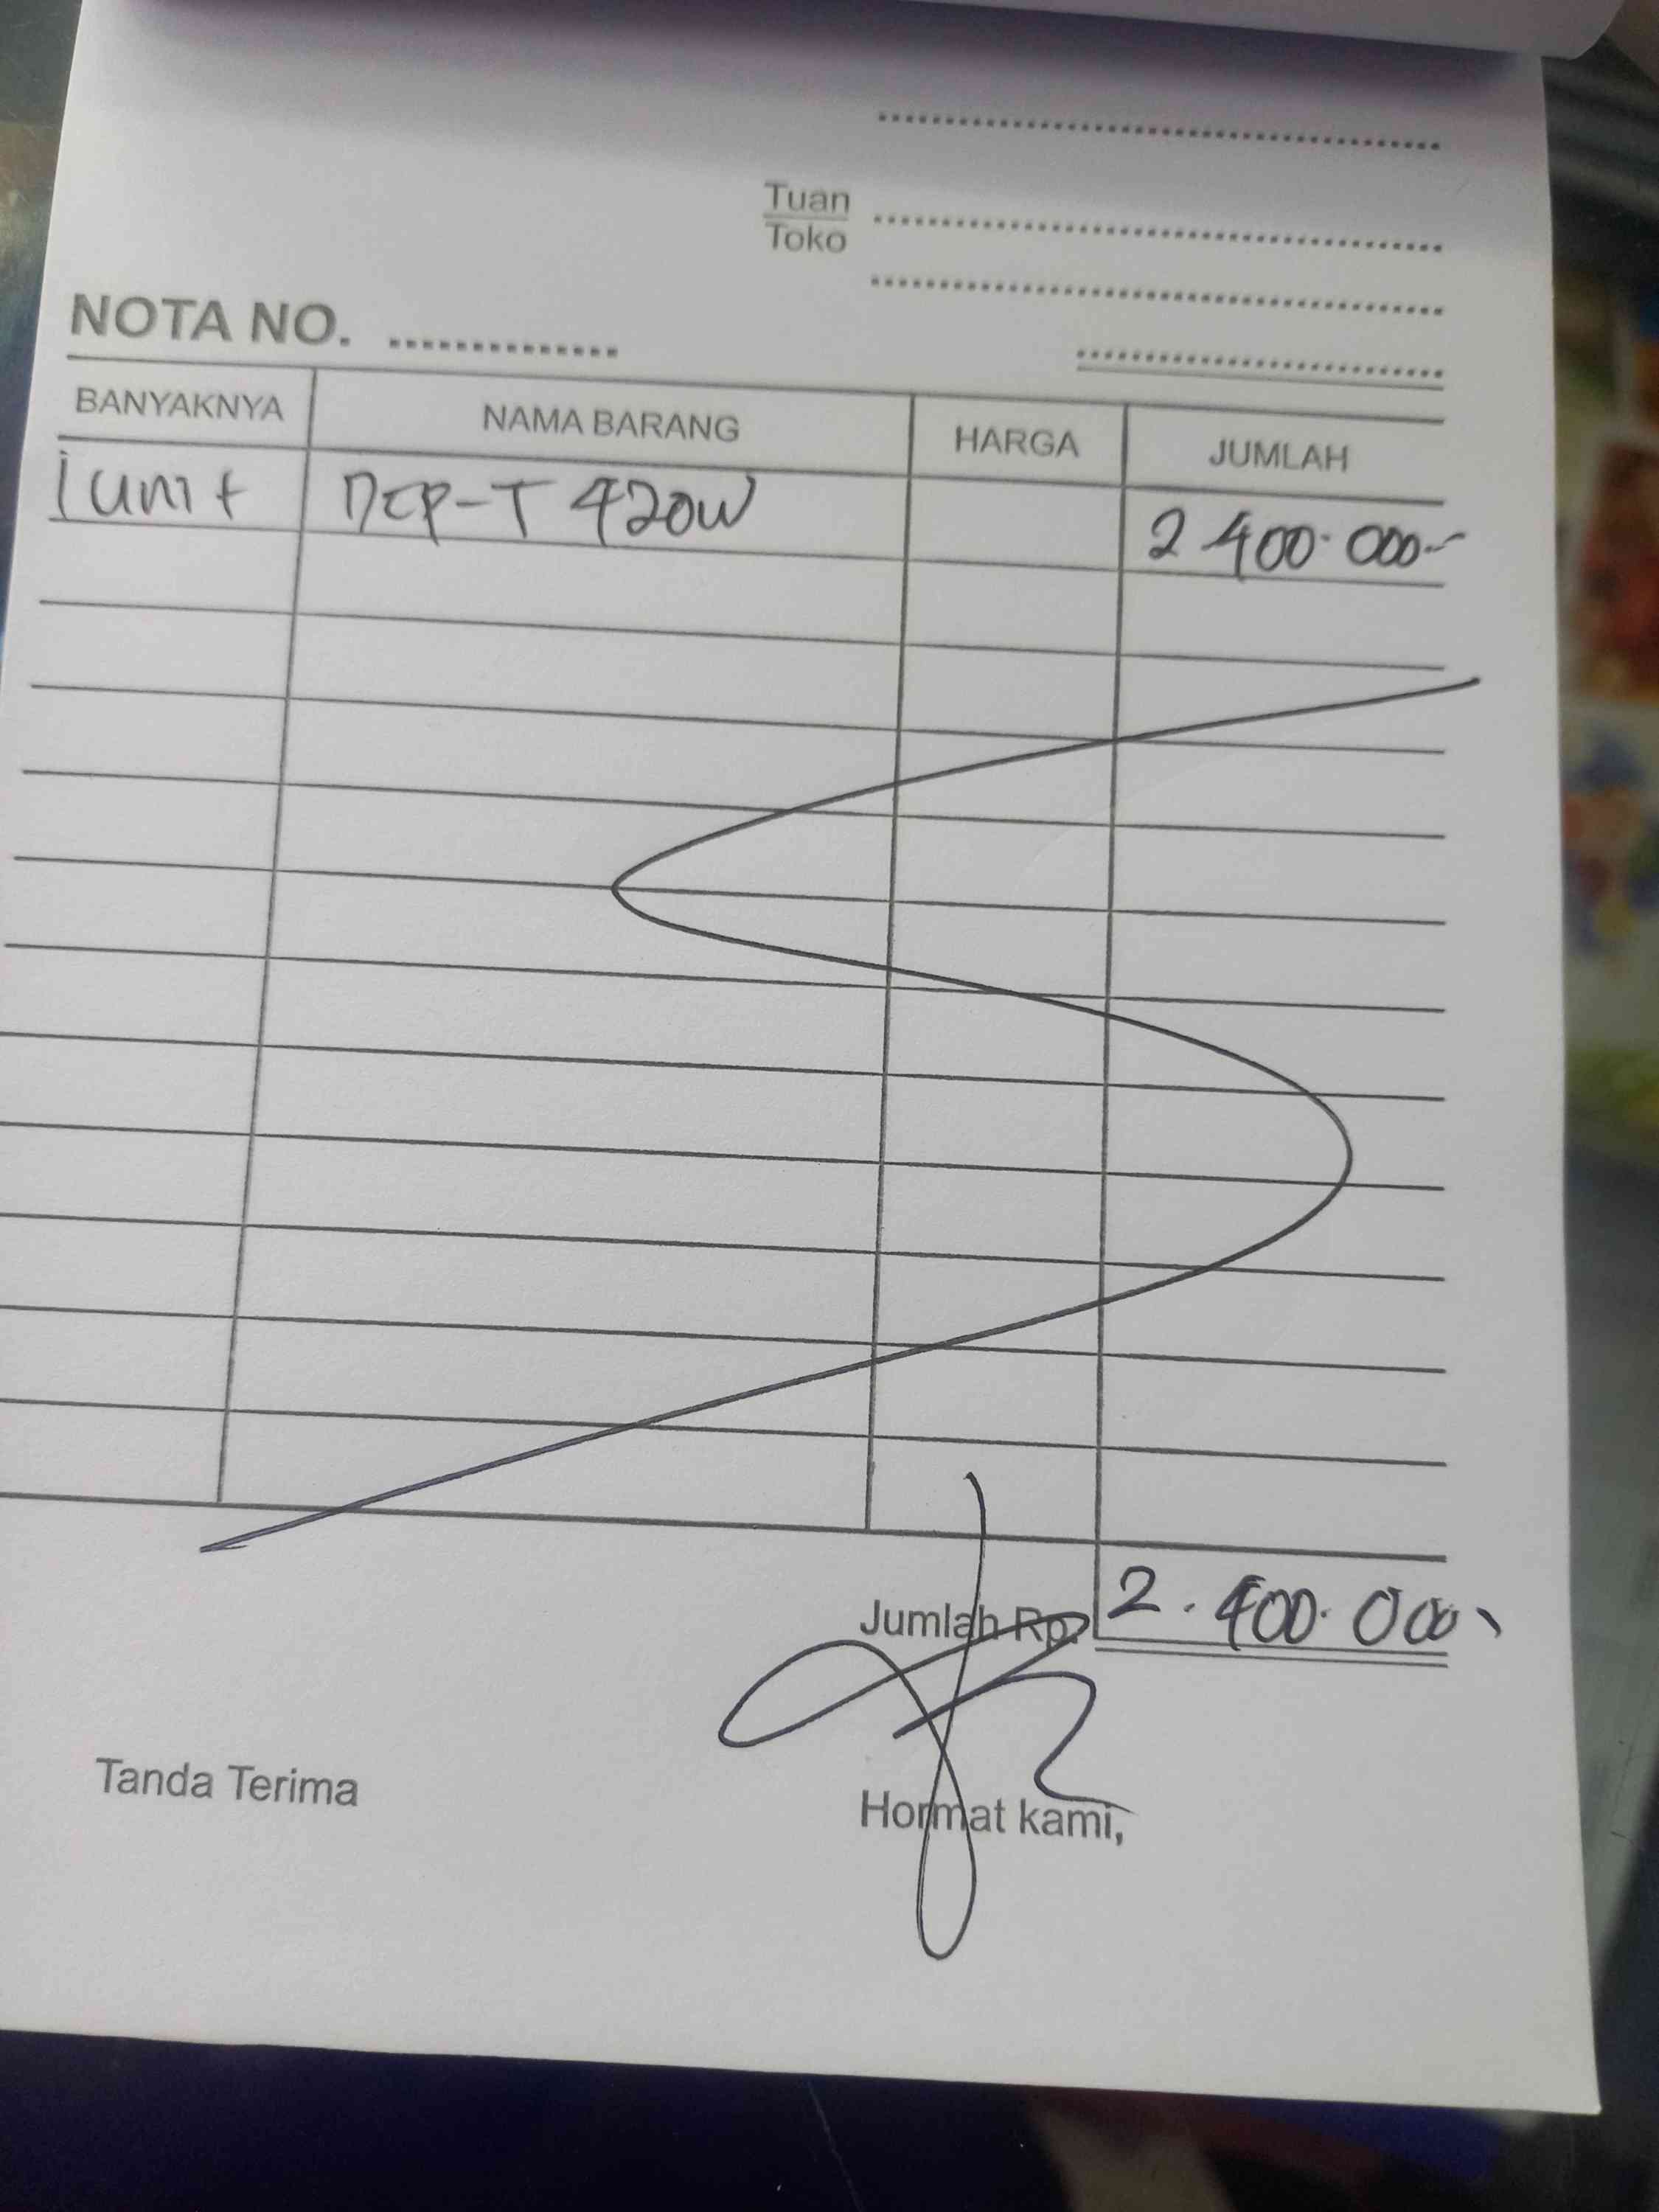 Tuan
Toko
NOTA NO. ..............
BANYAKNYA NAMA BARANG HARGA JUMLAH
1 unit DCP-T 420W 2.400.000.-
Jumlah Rp. 2.400.000
Tanda Terima Hormat kami,